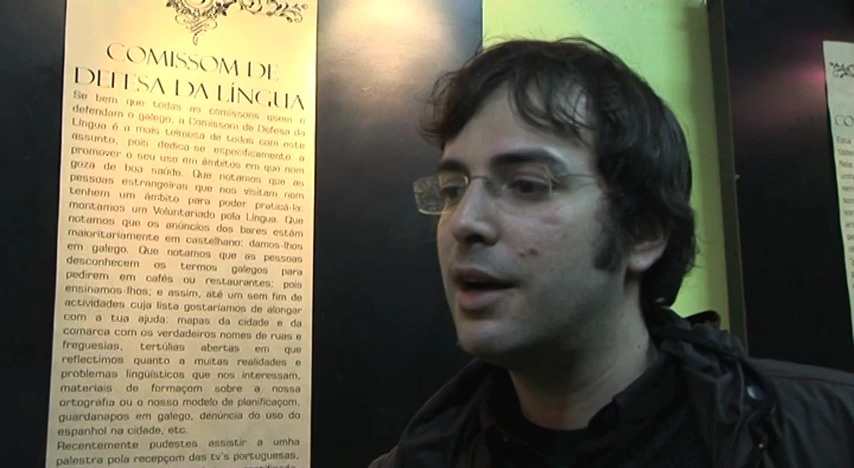 COMISSOM DE
DEFESA DA LÍNGUA
Se bem que todas as comissons usem e
defendam o galego, a Comissom de Defesa da
Língua é a mais teimosa de todas com este
assunto, pois dedica-se especificamente a
promover o seu uso em âmbitos em que nom
goza de boa saúde. Que notamos que as
pessoas estrangeiras que nos visitam nom
tenhem um âmbito para poder praticá-la:
montamos um Voluntariado pola Língua. Que
notamos que os anúncios dos bares estám
maioritariamente em castelhano: damos-lhos
em galego. Que notamos que as pessoas
desconhecem os termos galegos para
pedirem em cafés ou restaurantes: pois
ensinamos-lhos; e assim, até um sem fim de
actividades cuja lista gostaríamos de alongar
com a tua ajuda: mapas da cidade e da
comarca com os verdadeiros nomes de ruas e
freguesias, tertúlias abertas em que
reflectimos quanto a muitas realidades e
problemas lingüísticos que nos interessam,
materiais de formaçom sobre a nossa
ortografia ou o nosso modelo de planificaçom,
guardanapos em galego, denúncia do uso do
espanhol na cidade, etc.
Recentemente pudestes assistir a umha
palestra pola recepçom das tv's portuguesas,
CO
Esta